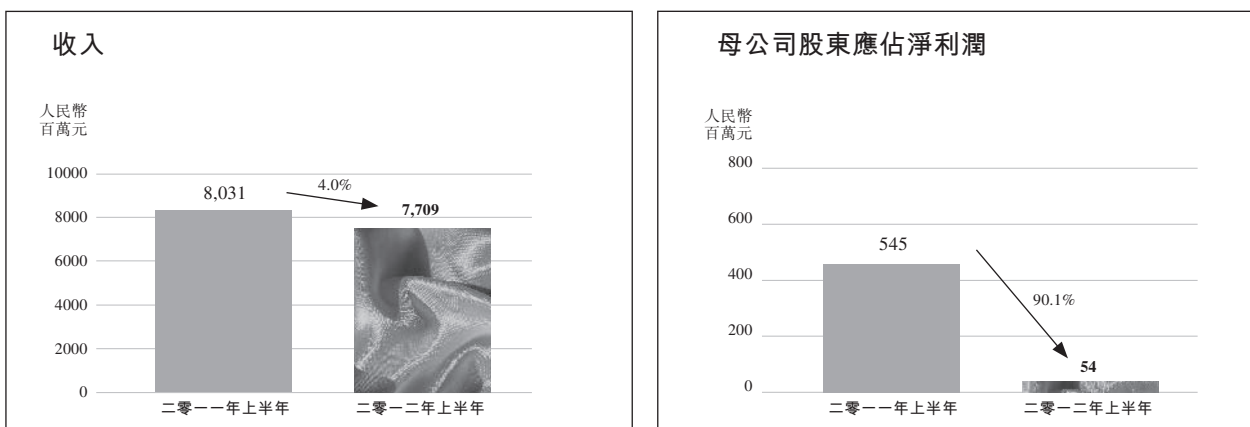 收入
人民幣
百萬元
10000
8000
6000
4000
2000
0
8,031
4.0%
7,709
二零一一年上半年
二零一二年上半年
母公司股東應佔淨利潤
人民幣
百萬元
800
600
400
200
0
545
90.1%
54
二零一一年上半年
二零一二年上半年